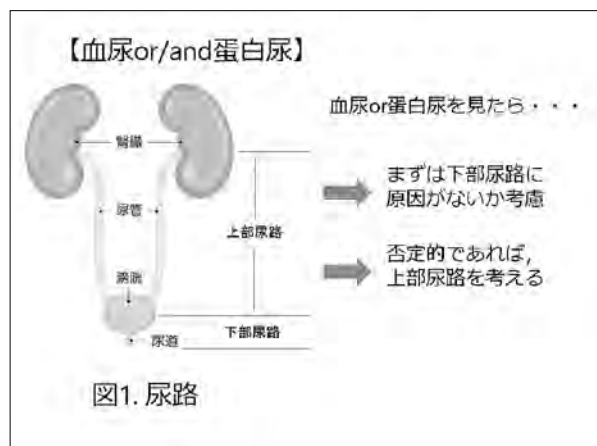 【血尿or/and蛋白尿】
血尿or蛋白尿を見たら・・・
腎臓
まずは下部尿路に
原因がないか考慮
尿管
上部尿路
否定的であれば,
上部尿路を考える
膀胱
下部尿路
尿道
図1. 尿路